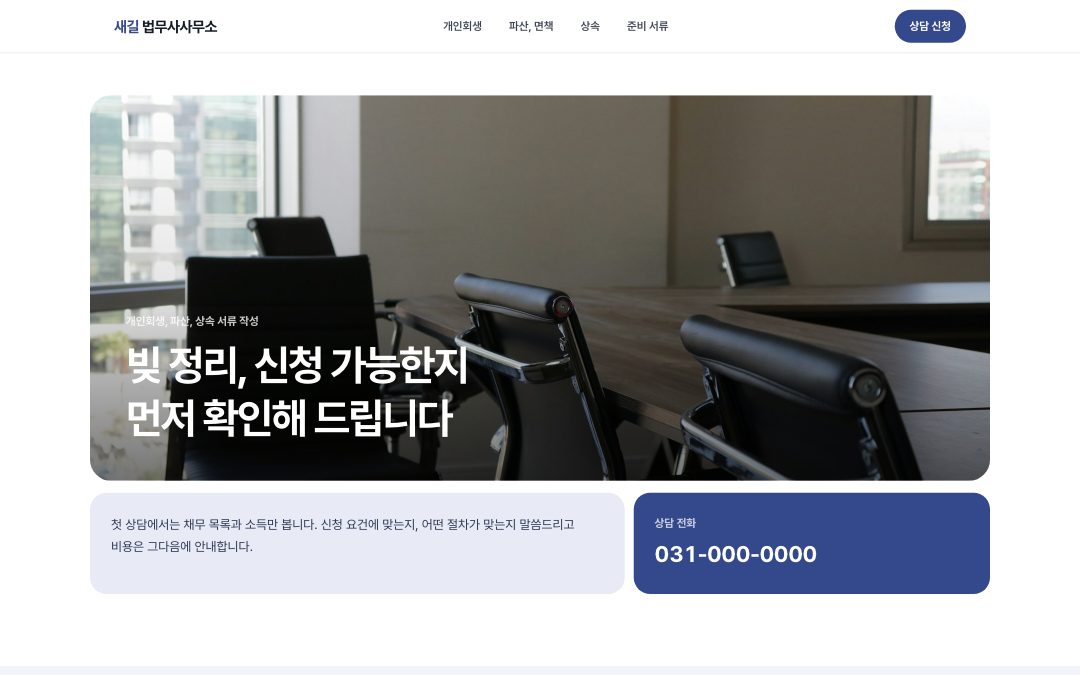 새길 법무사사무소
개인회생
파산, 면책
상속
준비 서류
상담 신청
개인회생, 파산, 상속 서류 작성
빚 정리, 신청 가능한지
먼저 확인해 드립니다
첫 상담에서는 채무 목록과 소득만 봅니다. 신청 요건에 맞는지, 어떤 절차가 맞는지 말씀드리고
비용은 그다음에 안내합니다.
상담 전화
031-000-0000